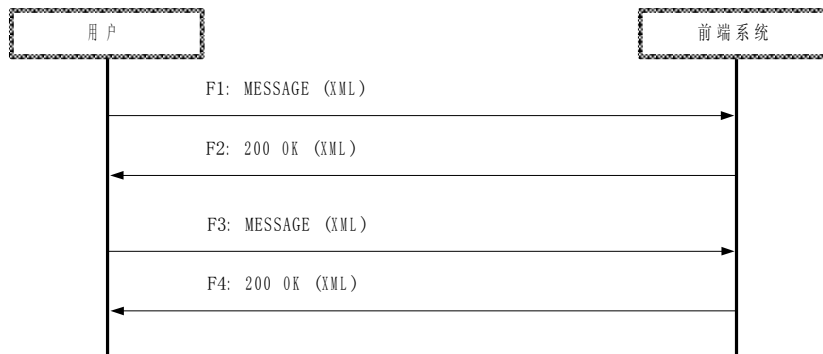 用户
前端系统
F1: MESSAGE (XML)
F2: 200 OK (XML)
F3: MESSAGE (XML)
F4: 200 OK (XML)